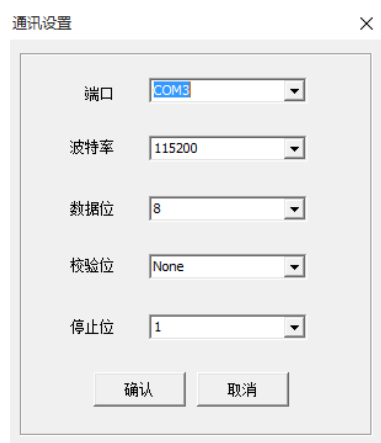 通讯设置
端口 COM3
波特率 115200
数据位 8
校验位 None
停止位 1
确认 取消